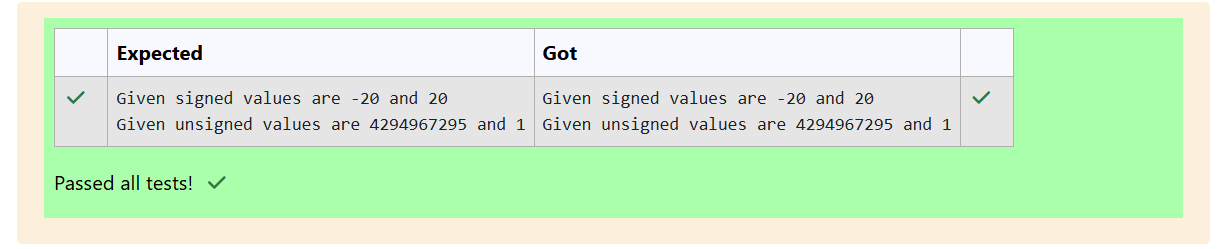 Expected Got
Given signed values are -20 and 20 Given signed values are -20 and 20
Given unsigned values are 4294967295 and 1 Given unsigned values are 4294967295 and 1
Passed all tests!